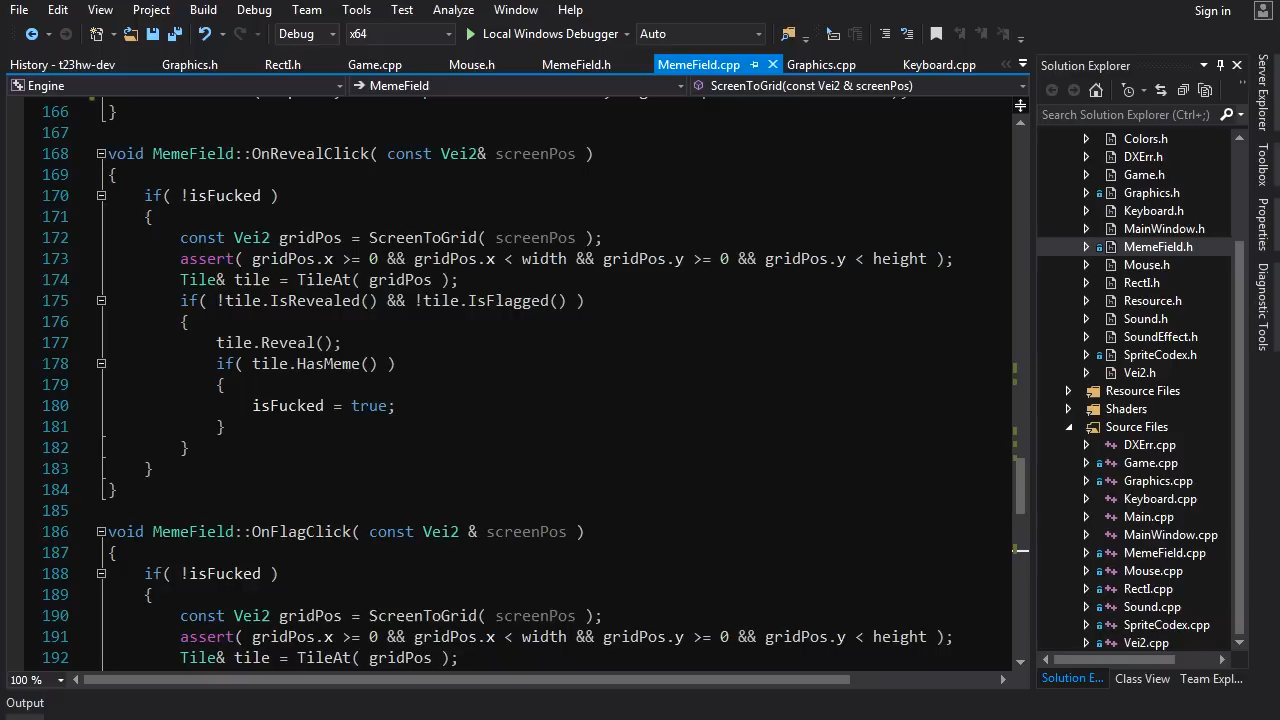 File Edit View Project Build Debug Team Tools Test Analyze Window Help Sign in
Debug x64 Local Windows Debugger Auto
History - t23hw-dev Graphics.h RectI.h Game.cpp Mouse.h MemeField.h MemeField.cpp Graphics.cpp Keyboard.cpp
Engine MemeField ScreenToGrid(const Vei2 & screenPos)
166 }
167
168 void MemeField::OnRevealClick( const Vei2& screenPos )
169 {
170 if( !isFucked )
171 {
172 const Vei2 gridPos = ScreenToGrid( screenPos );
173 assert( gridPos.x >= 0 && gridPos.x < width && gridPos.y >= 0 && gridPos.y < height );
174 Tile& tile = TileAt( gridPos );
175 if( !tile.IsRevealed() && !tile.IsFlagged() )
176 {
177 tile.Reveal();
178 if( tile.HasMeme() )
179 {
180 isFucked = true;
181 }
182 }
183 }
184 }
185
186 void MemeField::OnFlagClick( const Vei2 & screenPos )
187 {
188 if( !isFucked )
189 {
190 const Vei2 gridPos = ScreenToGrid( screenPos );
191 assert( gridPos.x >= 0 && gridPos.x < width && gridPos.y >= 0 && gridPos.y < height );
192 Tile& tile = TileAt( gridPos );
100 %
Output
Solution Explorer
Search Solution Explorer (Ctrl+;)
Colors.h
DXErr.h
Game.h
Graphics.h
Keyboard.h
MainWindow.h
MemeField.h
Mouse.h
RectI.h
Resource.h
Sound.h
SoundEffect.h
SpriteCodex.h
Vei2.h
Resource Files
Shaders
Source Files
DXErr.cpp
Game.cpp
Graphics.cpp
Keyboard.cpp
Main.cpp
MainWindow.cpp
MemeField.cpp
Mouse.cpp
RectI.cpp
Sound.cpp
SpriteCodex.cpp
Vei2.cpp
Solution E... Class View Team Expl...
Server Explorer
Toolbox
Properties
Diagnostic Tools